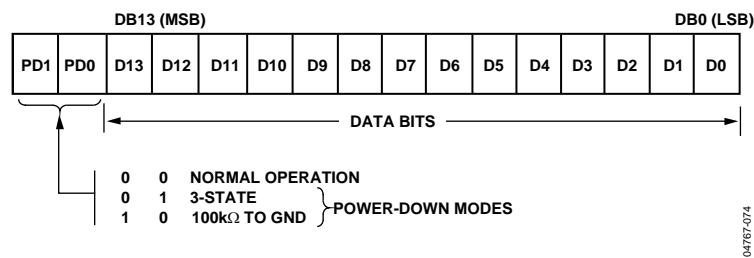 DB13 (MSB) DB0 (LSB)
PD1 PD0 D13 D12 D11 D10 D9 D8 D7 D6 D5 D4 D3 D2 D1 D0
DATA BITS
0 0 NORMAL OPERATION
0 1 3-STATE
1 0 100kΩ TO GND
POWER-DOWN MODES
04767-074